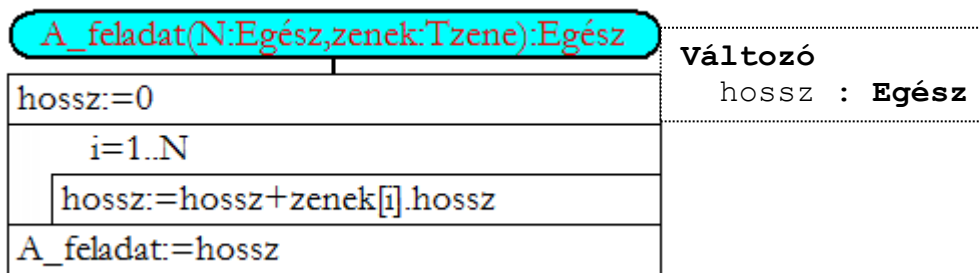 A_feladat(N:Egész,zenek:Tzene):Egész
Változó
hossz : Egész
hossz:=0
i=1..N
hossz:=hossz+zenek[i].hossz
A_feladat:=hossz